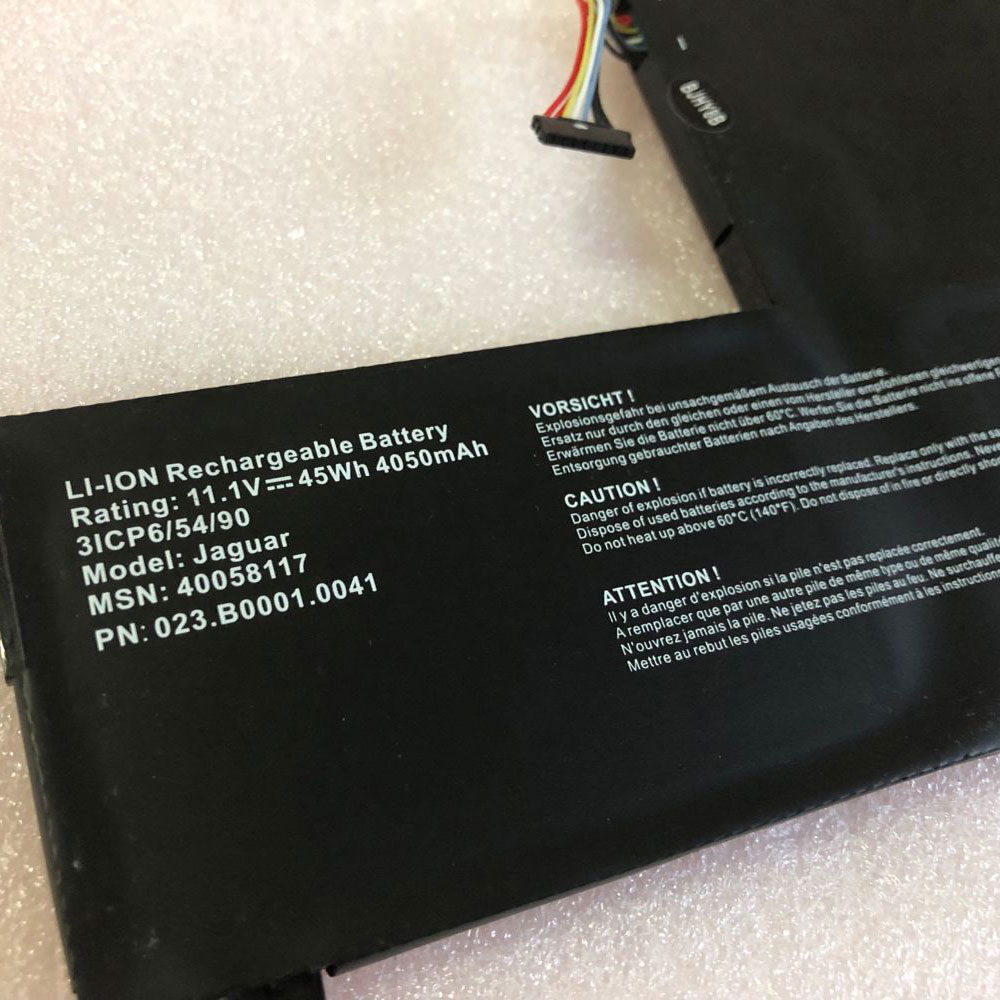 BJHY0B
LI-ION Rechargeable Battery
Rating: 11.1V⎓45Wh 4050mAh
3ICP6/54/90
Model: Jaguar
MSN: 40058117
PN: 023.B0001.0041
VORSICHT !
Explosionsgefahr bei unsachgemäßem Austausch der Batterie.
Ersatz nur durch den gleichen oder einen vom Hersteller empfohlenen gleichwertigen
Erwärmen Sie die Batterie nicht über 60°C. Werfen Sie die Batterie nicht ins offene
Entsorgung gebrauchter Batterien nach Angaben des Herstellers.
CAUTION !
Danger of explosion if battery is incorrectly replaced. Replace only with the
Dispose of used batteries according to the manufacturer's instructions.
Do not heat up above 60°C (140°F). Do not dispose of in fire or directly
ATTENTION !
Il y a danger d'explosion si la pile n'est pas replacée correctement.
A remplacer que par une autre pile de même type ou de même
N'ouvrez jamais la pile. Ne jetez pas les piles au feu. Ne
Mettre au rebut les piles usagées conformément à les